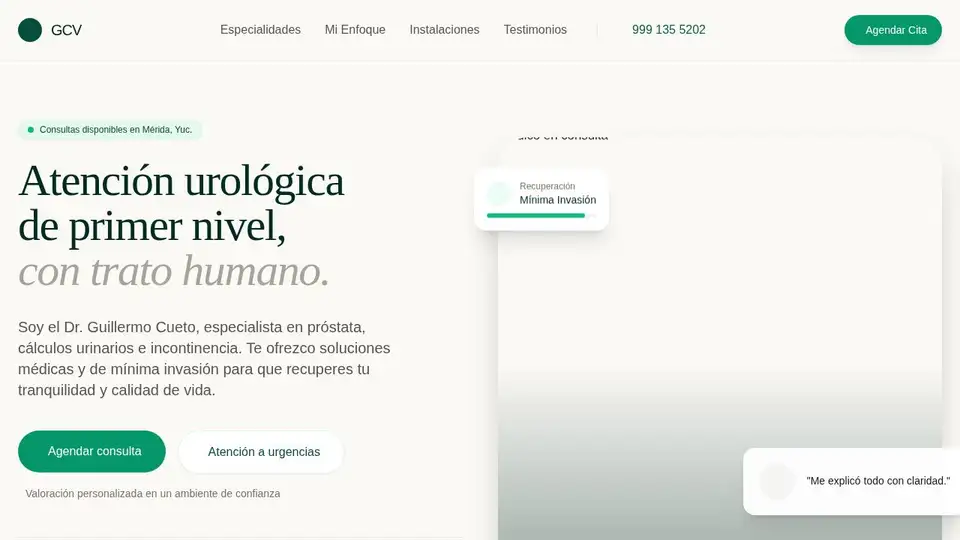 GCV
Especialidades
Mi Enfoque
Instalaciones
Testimonios
999 135 5202
Agendar Cita
Consultas disponibles en Mérida, Yuc.
Atención urológica
de primer nivel,
con trato humano.
Soy el Dr. Guillermo Cueto, especialista en próstata,
cálculos urinarios e incontinencia. Te ofrezco soluciones
médicas y de mínima invasión para que recuperes tu
tranquilidad y calidad de vida.
Agendar consulta
Atención a urgencias
Valoración personalizada en un ambiente de confianza
en consulta
Recuperación
Mínima Invasión
"Me explicó todo con claridad."